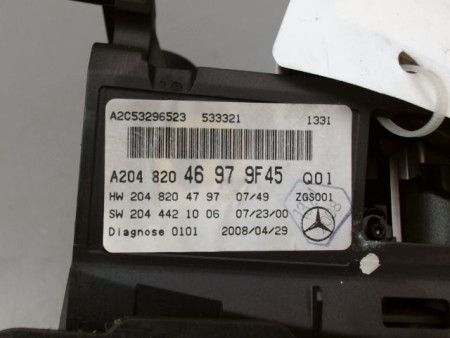 A2C53296523 533321 1331
A204 820 46 97 9F45 Q01
HW 204 820 47 97 07/49 ZGS001
SW 204 442 10 06 07/23/00
Diagnose 0101 2008/04/29